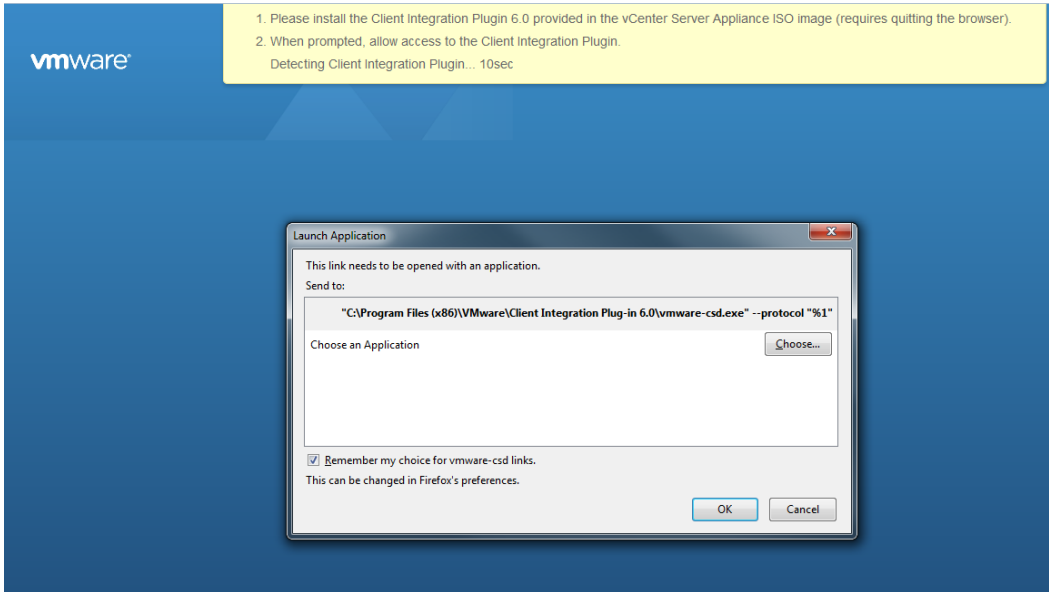 1. Please install the Client Integration Plugin 6.0 provided in the vCenter Server Appliance ISO image (requires quitting the browser).
2. When prompted, allow access to the Client Integration Plugin.
Detecting Client Integration Plugin... 10sec
vmware®
Launch Application
This link needs to be opened with an application.
Send to:
"C:\Program Files (x86)\VMware\Client Integration Plug-in 6.0\vmware-csd.exe" --protocol "%1"
Choose an Application
Choose...
Remember my choice for vmware-csd links.
This can be changed in Firefox's preferences.
OK
Cancel